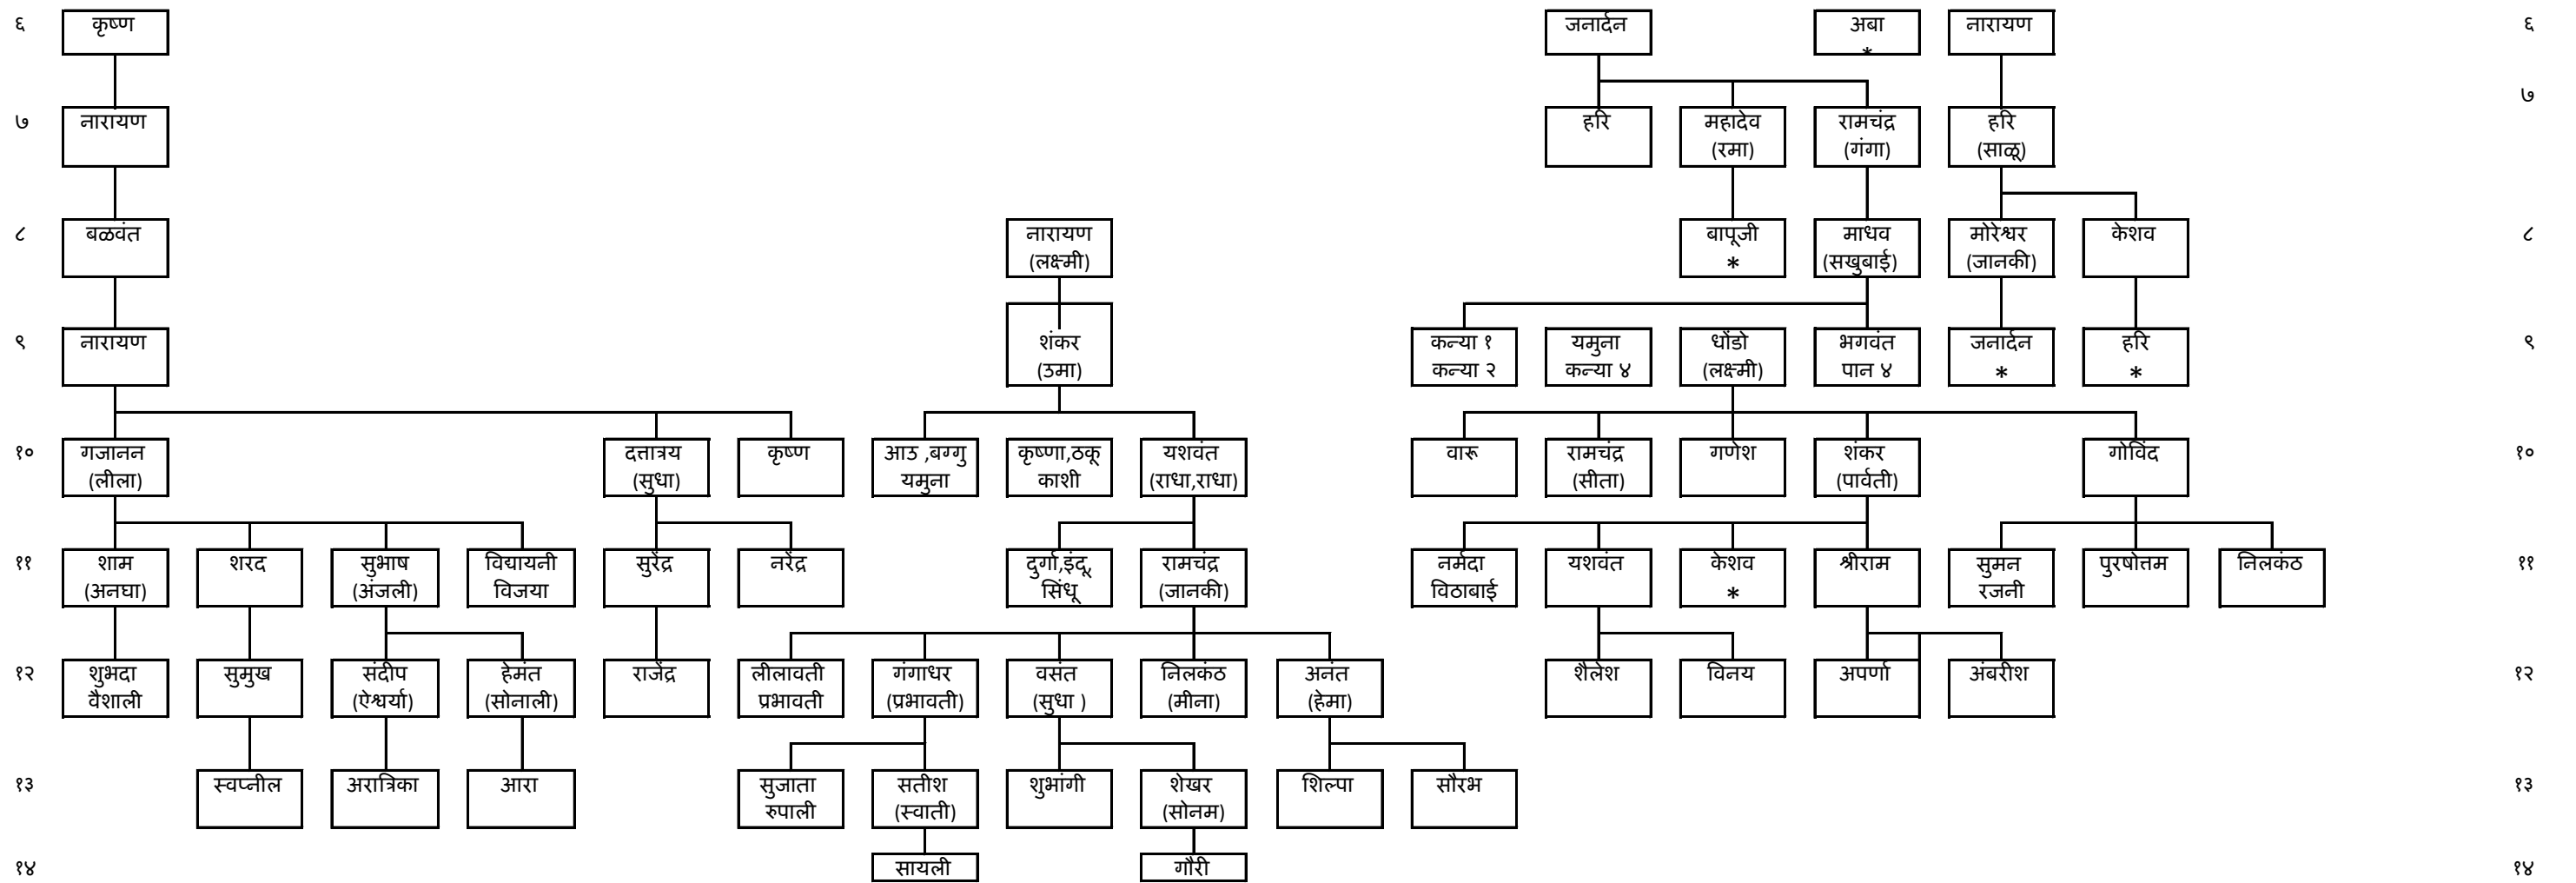 ६ कृष्ण जनार्दन अबा नारायण ६
*
७
७ नारायण हरि महादेव रामचंद्र हरि
(रमा) (गंगा) (साळू)
८ बळवंत नारायण बापूजी माधव मोरेश्वर केशव ८
(लक्ष्मी) * (सखुबाई) (जानकी)
९ नारायण शंकर कन्या १ यमुना धोंडो भगवंत जनार्दन हरि ९
(उमा) कन्या २ कन्या ४ (लक्ष्मी) पान ४ * *
१० गजानन दत्तात्रय कृष्ण आउ ,बग्गु कृष्णा,ठकू यशवंत वारू रामचंद्र गणेश शंकर गोविंद १०
(लीला) (सुधा) यमुना काशी (राधा,राधा) (सीता) (पार्वती)
११ शाम शरद सुभाष विद्यायनी सुरेंद्र नरेंद्र दुर्गा,इंदू, रामचंद्र नर्मदा यशवंत केशव श्रीराम सुमन पुरषोत्तम निलकंठ ११
(अनघा) (अंजली) विजया सिंधू (जानकी) विठाबाई * रजनी
१२ शुभदा सुमुख संदीप हेमंत राजेंद्र लीलावती गंगाधर वसंत निलकंठ अनंत शैलेश विनय अपर्णा अंबरीश १२
वैशाली (ऐश्वर्या) (सोनाली) प्रभावती (प्रभावती) (सुधा ) (मीना) (हेमा)
१३ स्वप्नील अरात्रिका आरा सुजाता सतीश शुभांगी शेखर शिल्पा सौरभ १३
रुपाली (स्वाती) (सोनम)
१४ सायली गौरी १४